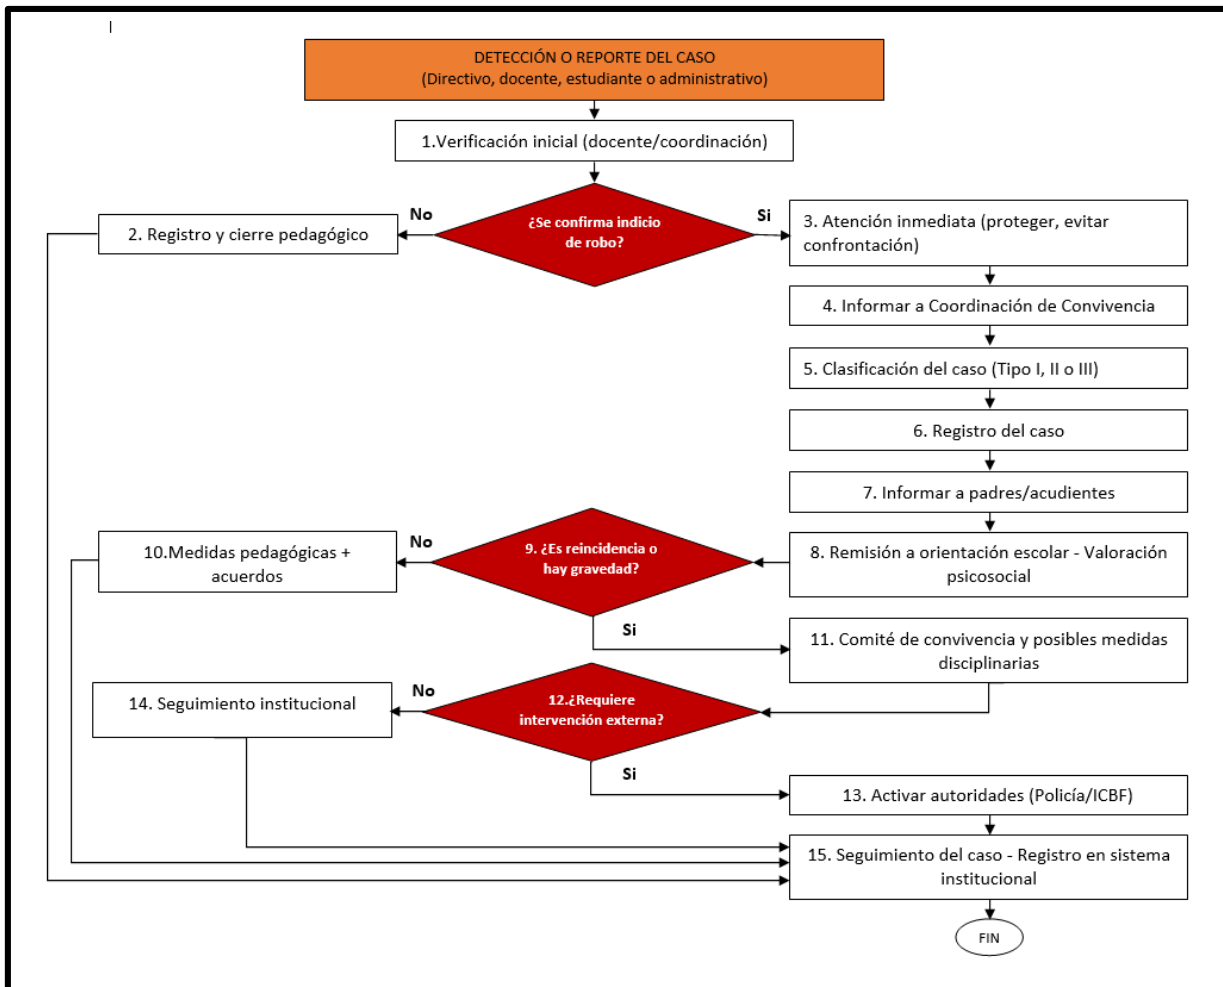 DETECCIÓN O REPORTE DEL CASO
(Directivo, docente, estudiante o administrativo)
1.Verificación inicial (docente/coordinación)
¿Se confirma indicio
de robo?
No
Si
2. Registro y cierre pedagógico
3. Atención inmediata (proteger, evitar
confrontación)
4. Informar a Coordinación de Convivencia
5. Clasificación del caso (Tipo I, II o III)
6. Registro del caso
7. Informar a padres/acudientes
8. Remisión a orientación escolar - Valoración
psicosocial
9. ¿Es reincidencia o
hay gravedad?
No
Si
10.Medidas pedagógicas +
acuerdos
11. Comité de convivencia y posibles medidas
disciplinarias
12.¿Requiere
intervención externa?
No
Si
14. Seguimiento institucional
13. Activar autoridades (Policía/ICBF)
15. Seguimiento del caso - Registro en sistema
institucional
FIN